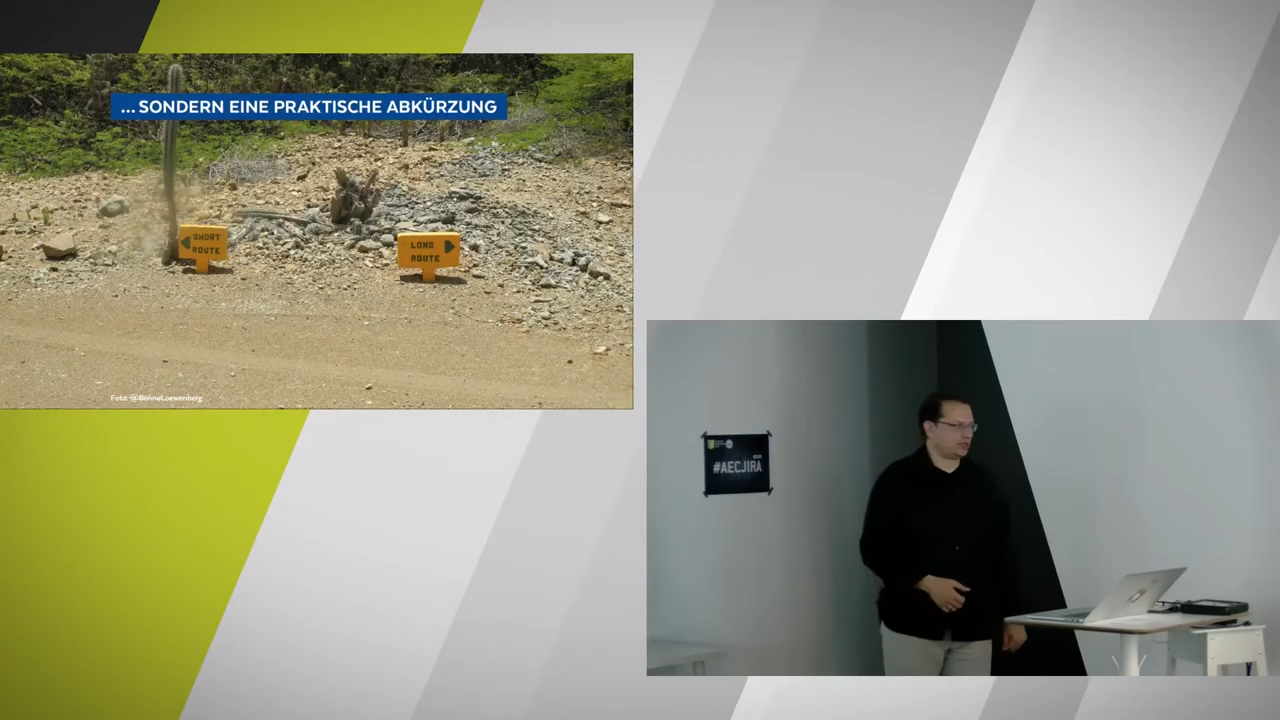 ... SONDERN EINE PRAKTISCHE ABKÜRZUNG
SHORT
ROUTE
LONG
ROUTE
Foto: @BennoLoewenberg
#AECJIRA